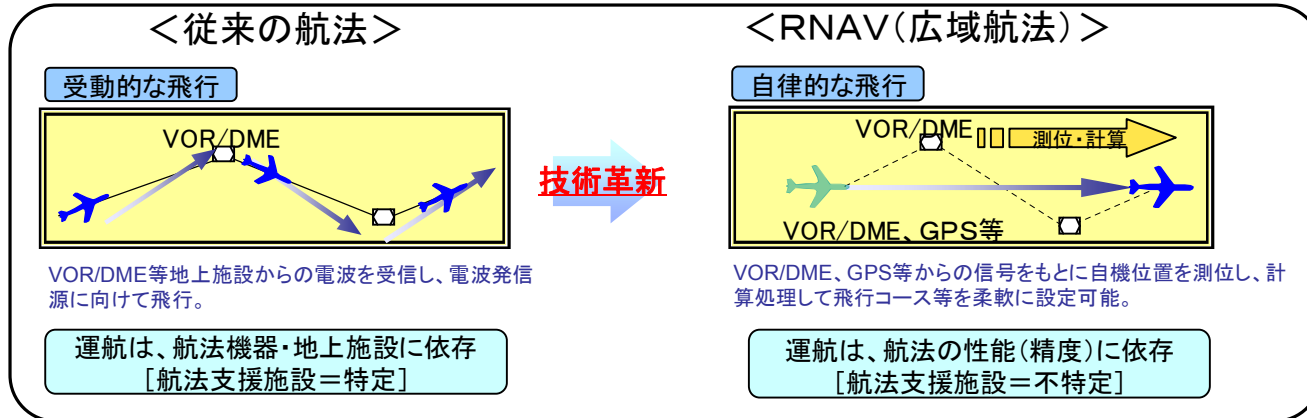 ＜従来の航法＞
受動的な飛行
VOR/DME
VOR/DME等地上施設からの電波を受信し、電波発信
源に向けて飛行。
運航は、航法機器・地上施設に依存
［航法支援施設＝特定］
技術革新
＜RNAV（広域航法）＞
自律的な飛行
VOR/DME
測位・計算
VOR/DME、GPS等
VOR/DME、GPS等からの信号をもとに自機位置を測位し、計
算処理して飛行コース等を柔軟に設定可能。
運航は、航法の性能（精度）に依存
［航法支援施設＝不特定］